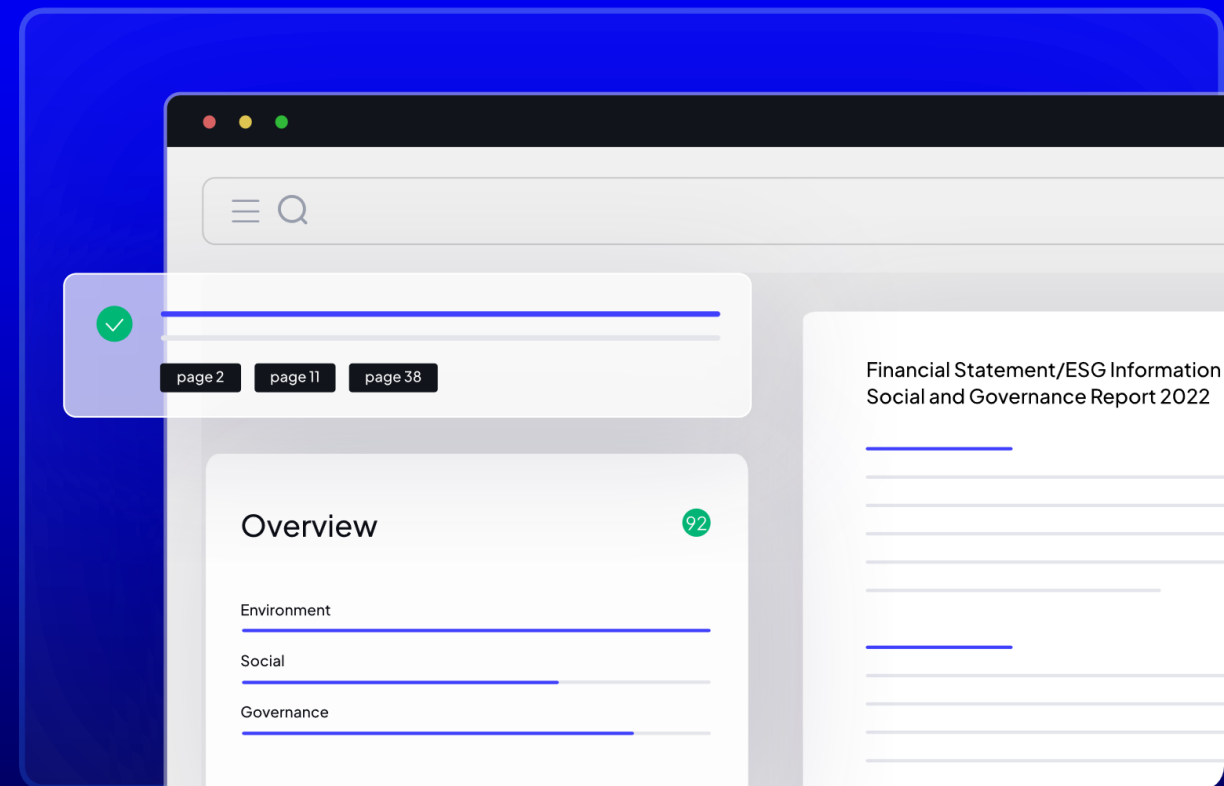 page 2
page 11
page 38
Financial Statement/ESG Information
Social and Governance Report 2022
Overview
92
Environment
Social
Governance